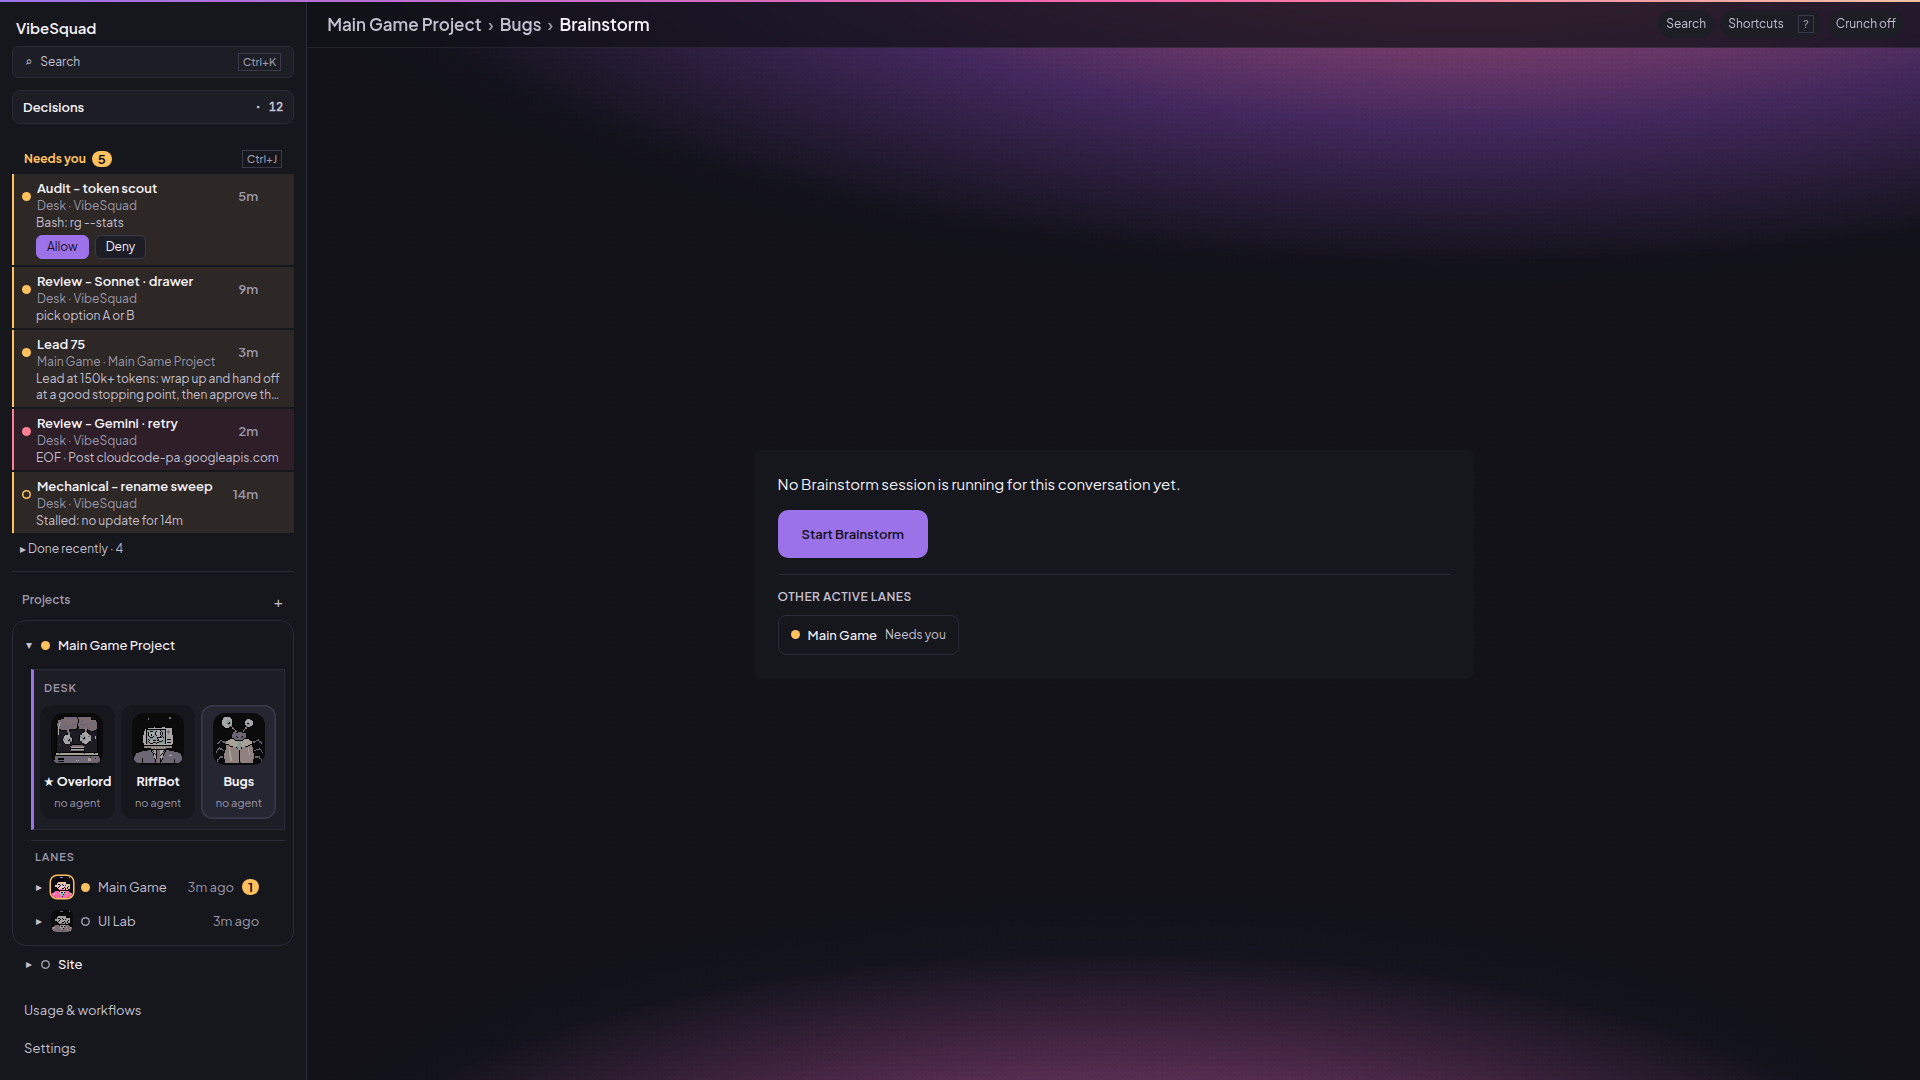 VibeSquad
Search Ctrl+K
Decisions · 12
Needs you 5 Ctrl+J
Audit – token scout 5m
Desk · VibeSquad
Bash: rg --stats
Allow Deny
Review – Sonnet · drawer 9m
Desk · VibeSquad
pick option A or B
Lead 75 3m
Main Game · Main Game Project
Lead at 150k+ tokens: wrap up and hand off
at a good stopping point, then approve th…
Review – Gemini · retry 2m
Desk · VibeSquad
EOF · Post cloudcode-pa.googleapis.com
Mechanical – rename sweep 14m
Desk · VibeSquad
Stalled: no update for 14m
▸ Done recently · 4
Projects +
▾ Main Game Project
DESK
★ Overlord RiffBot Bugs
no agent no agent no agent
LANES
▸ Main Game 3m ago 1
▸ UI Lab 3m ago
▸ Site
Usage & workflows
Settings
Main Game Project › Bugs › Brainstorm
Search Shortcuts ? Crunch off
No Brainstorm session is running for this conversation yet.
Start Brainstorm
OTHER ACTIVE LANES
Main Game Needs you